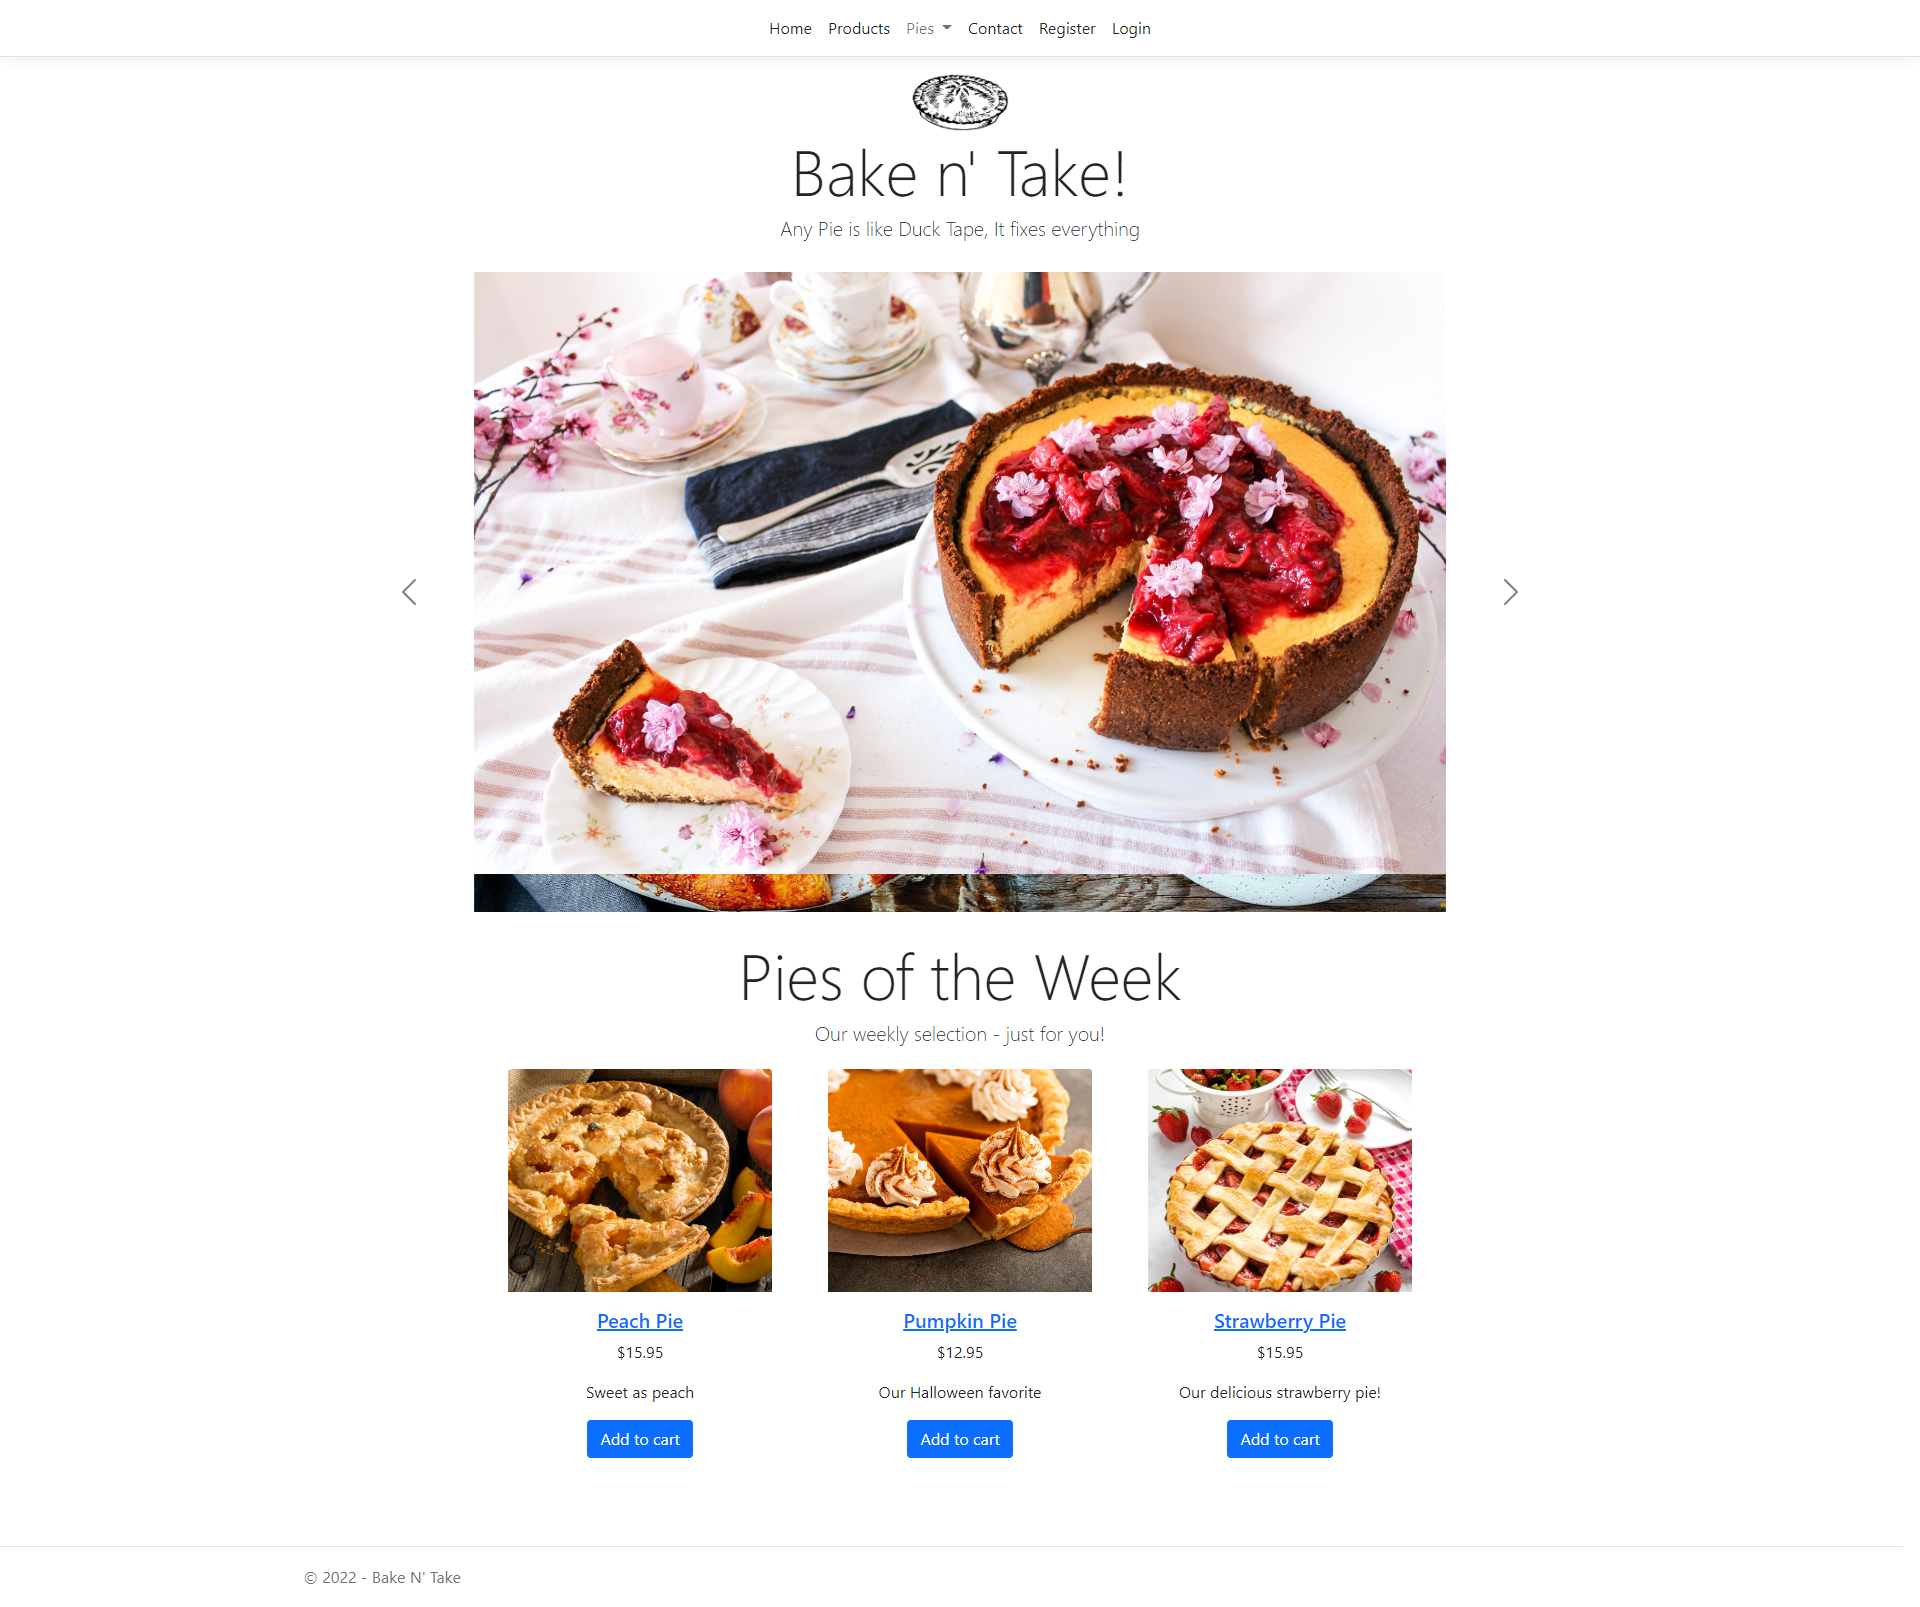 Home Products Pies Contact Register Login
Bake n' Take!
Any Pie is like Duck Tape, It fixes everything
Pies of the Week
Our weekly selection - just for you!
Peach Pie
$15.95
Sweet as peach
Add to cart
Pumpkin Pie
$12.95
Our Halloween favorite
Add to cart
Strawberry Pie
$15.95
Our delicious strawberry pie!
Add to cart
© 2022 - Bake N' Take